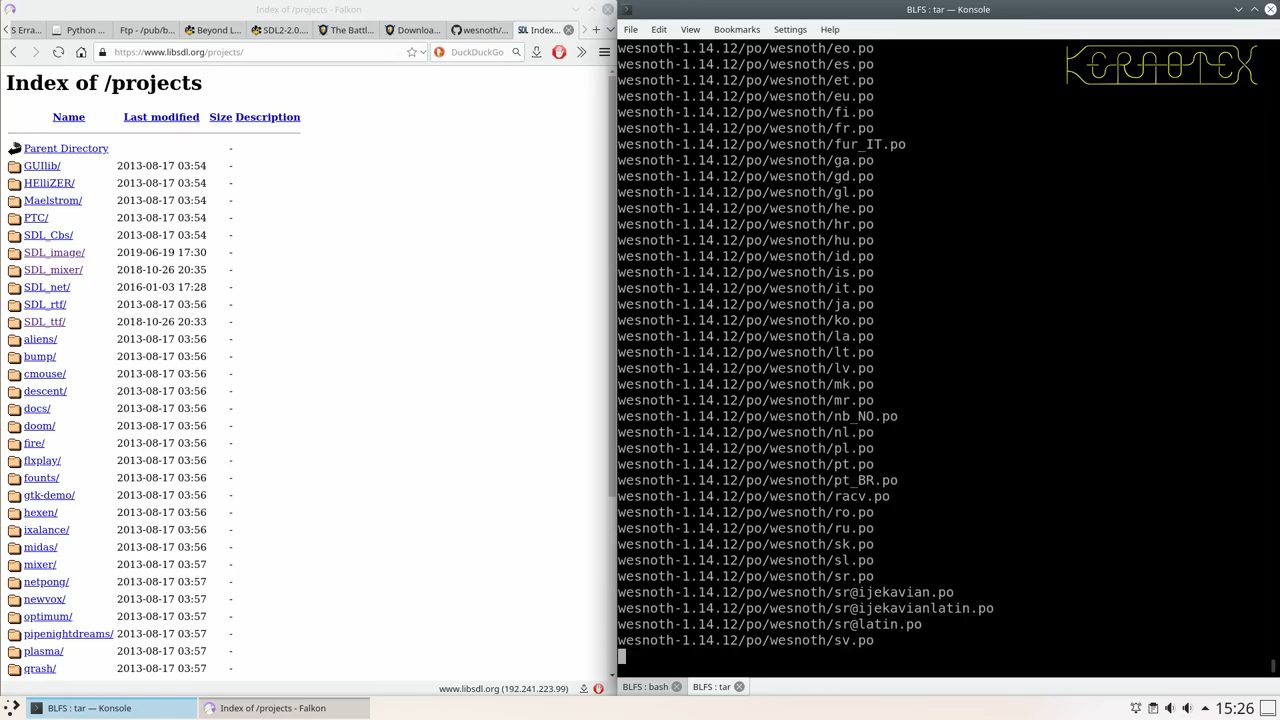 Index of /projects - Falkon
S Erra...
Python ...
Ftp - /pub/b
Beyond L...
SDL2-2.0....
The Battl...
Downloa...
wesnoth/...
Index...
https://www.libsdl.org/projects/
DuckDuckGo
Index of /projects
Name Last modified Size Description
Parent Directory -
GUIlib/ 2013-08-17 03:54 -
HElliZER/ 2013-08-17 03:54 -
Maelstrom/ 2013-08-17 03:54 -
PTC/ 2013-08-17 03:54 -
SDL_Cbs/ 2013-08-17 03:54 -
SDL_image/ 2019-06-19 17:30 -
SDL_mixer/ 2018-10-26 20:35 -
SDL_net/ 2016-01-03 17:28 -
SDL_rtf/ 2013-08-17 03:56 -
SDL_ttf/ 2018-10-26 20:33 -
aliens/ 2013-08-17 03:56 -
bump/ 2013-08-17 03:56 -
cmouse/ 2013-08-17 03:56 -
descent/ 2013-08-17 03:56 -
docs/ 2013-08-17 03:56 -
doom/ 2013-08-17 03:56 -
fire/ 2013-08-17 03:56 -
flxplay/ 2013-08-17 03:56 -
founts/ 2013-08-17 03:56 -
gtk-demo/ 2013-08-17 03:56 -
hexen/ 2013-08-17 03:56 -
ixalance/ 2013-08-17 03:56 -
midas/ 2013-08-17 03:56 -
mixer/ 2013-08-17 03:57 -
netpong/ 2013-08-17 03:57 -
newvox/ 2013-08-17 03:57 -
optimum/ 2013-08-17 03:57 -
pipenightdreams/ 2013-08-17 03:57 -
plasma/ 2013-08-17 03:57 -
qrash/ 2013-08-17 03:57 -
www.libsdl.org (192.241.223.99)
BLFS : tar — Konsole
File Edit View Bookmarks Settings Help
KERAOTEX
wesnoth-1.14.12/po/wesnoth/eo.po
wesnoth-1.14.12/po/wesnoth/es.po
wesnoth-1.14.12/po/wesnoth/et.po
wesnoth-1.14.12/po/wesnoth/eu.po
wesnoth-1.14.12/po/wesnoth/fi.po
wesnoth-1.14.12/po/wesnoth/fr.po
wesnoth-1.14.12/po/wesnoth/fur_IT.po
wesnoth-1.14.12/po/wesnoth/ga.po
wesnoth-1.14.12/po/wesnoth/gd.po
wesnoth-1.14.12/po/wesnoth/gl.po
wesnoth-1.14.12/po/wesnoth/he.po
wesnoth-1.14.12/po/wesnoth/hr.po
wesnoth-1.14.12/po/wesnoth/hu.po
wesnoth-1.14.12/po/wesnoth/id.po
wesnoth-1.14.12/po/wesnoth/is.po
wesnoth-1.14.12/po/wesnoth/it.po
wesnoth-1.14.12/po/wesnoth/ja.po
wesnoth-1.14.12/po/wesnoth/ko.po
wesnoth-1.14.12/po/wesnoth/la.po
wesnoth-1.14.12/po/wesnoth/lt.po
wesnoth-1.14.12/po/wesnoth/lv.po
wesnoth-1.14.12/po/wesnoth/mk.po
wesnoth-1.14.12/po/wesnoth/mr.po
wesnoth-1.14.12/po/wesnoth/nb_NO.po
wesnoth-1.14.12/po/wesnoth/nl.po
wesnoth-1.14.12/po/wesnoth/pl.po
wesnoth-1.14.12/po/wesnoth/pt.po
wesnoth-1.14.12/po/wesnoth/pt_BR.po
wesnoth-1.14.12/po/wesnoth/racv.po
wesnoth-1.14.12/po/wesnoth/ro.po
wesnoth-1.14.12/po/wesnoth/ru.po
wesnoth-1.14.12/po/wesnoth/sk.po
wesnoth-1.14.12/po/wesnoth/sl.po
wesnoth-1.14.12/po/wesnoth/sr.po
wesnoth-1.14.12/po/wesnoth/sr@ijekavian.po
wesnoth-1.14.12/po/wesnoth/sr@ijekavianlatin.po
wesnoth-1.14.12/po/wesnoth/sr@latin.po
wesnoth-1.14.12/po/wesnoth/sv.po
BLFS : bash BLFS : tar
BLFS : tar — Konsole Index of /projects - Falkon 15:26